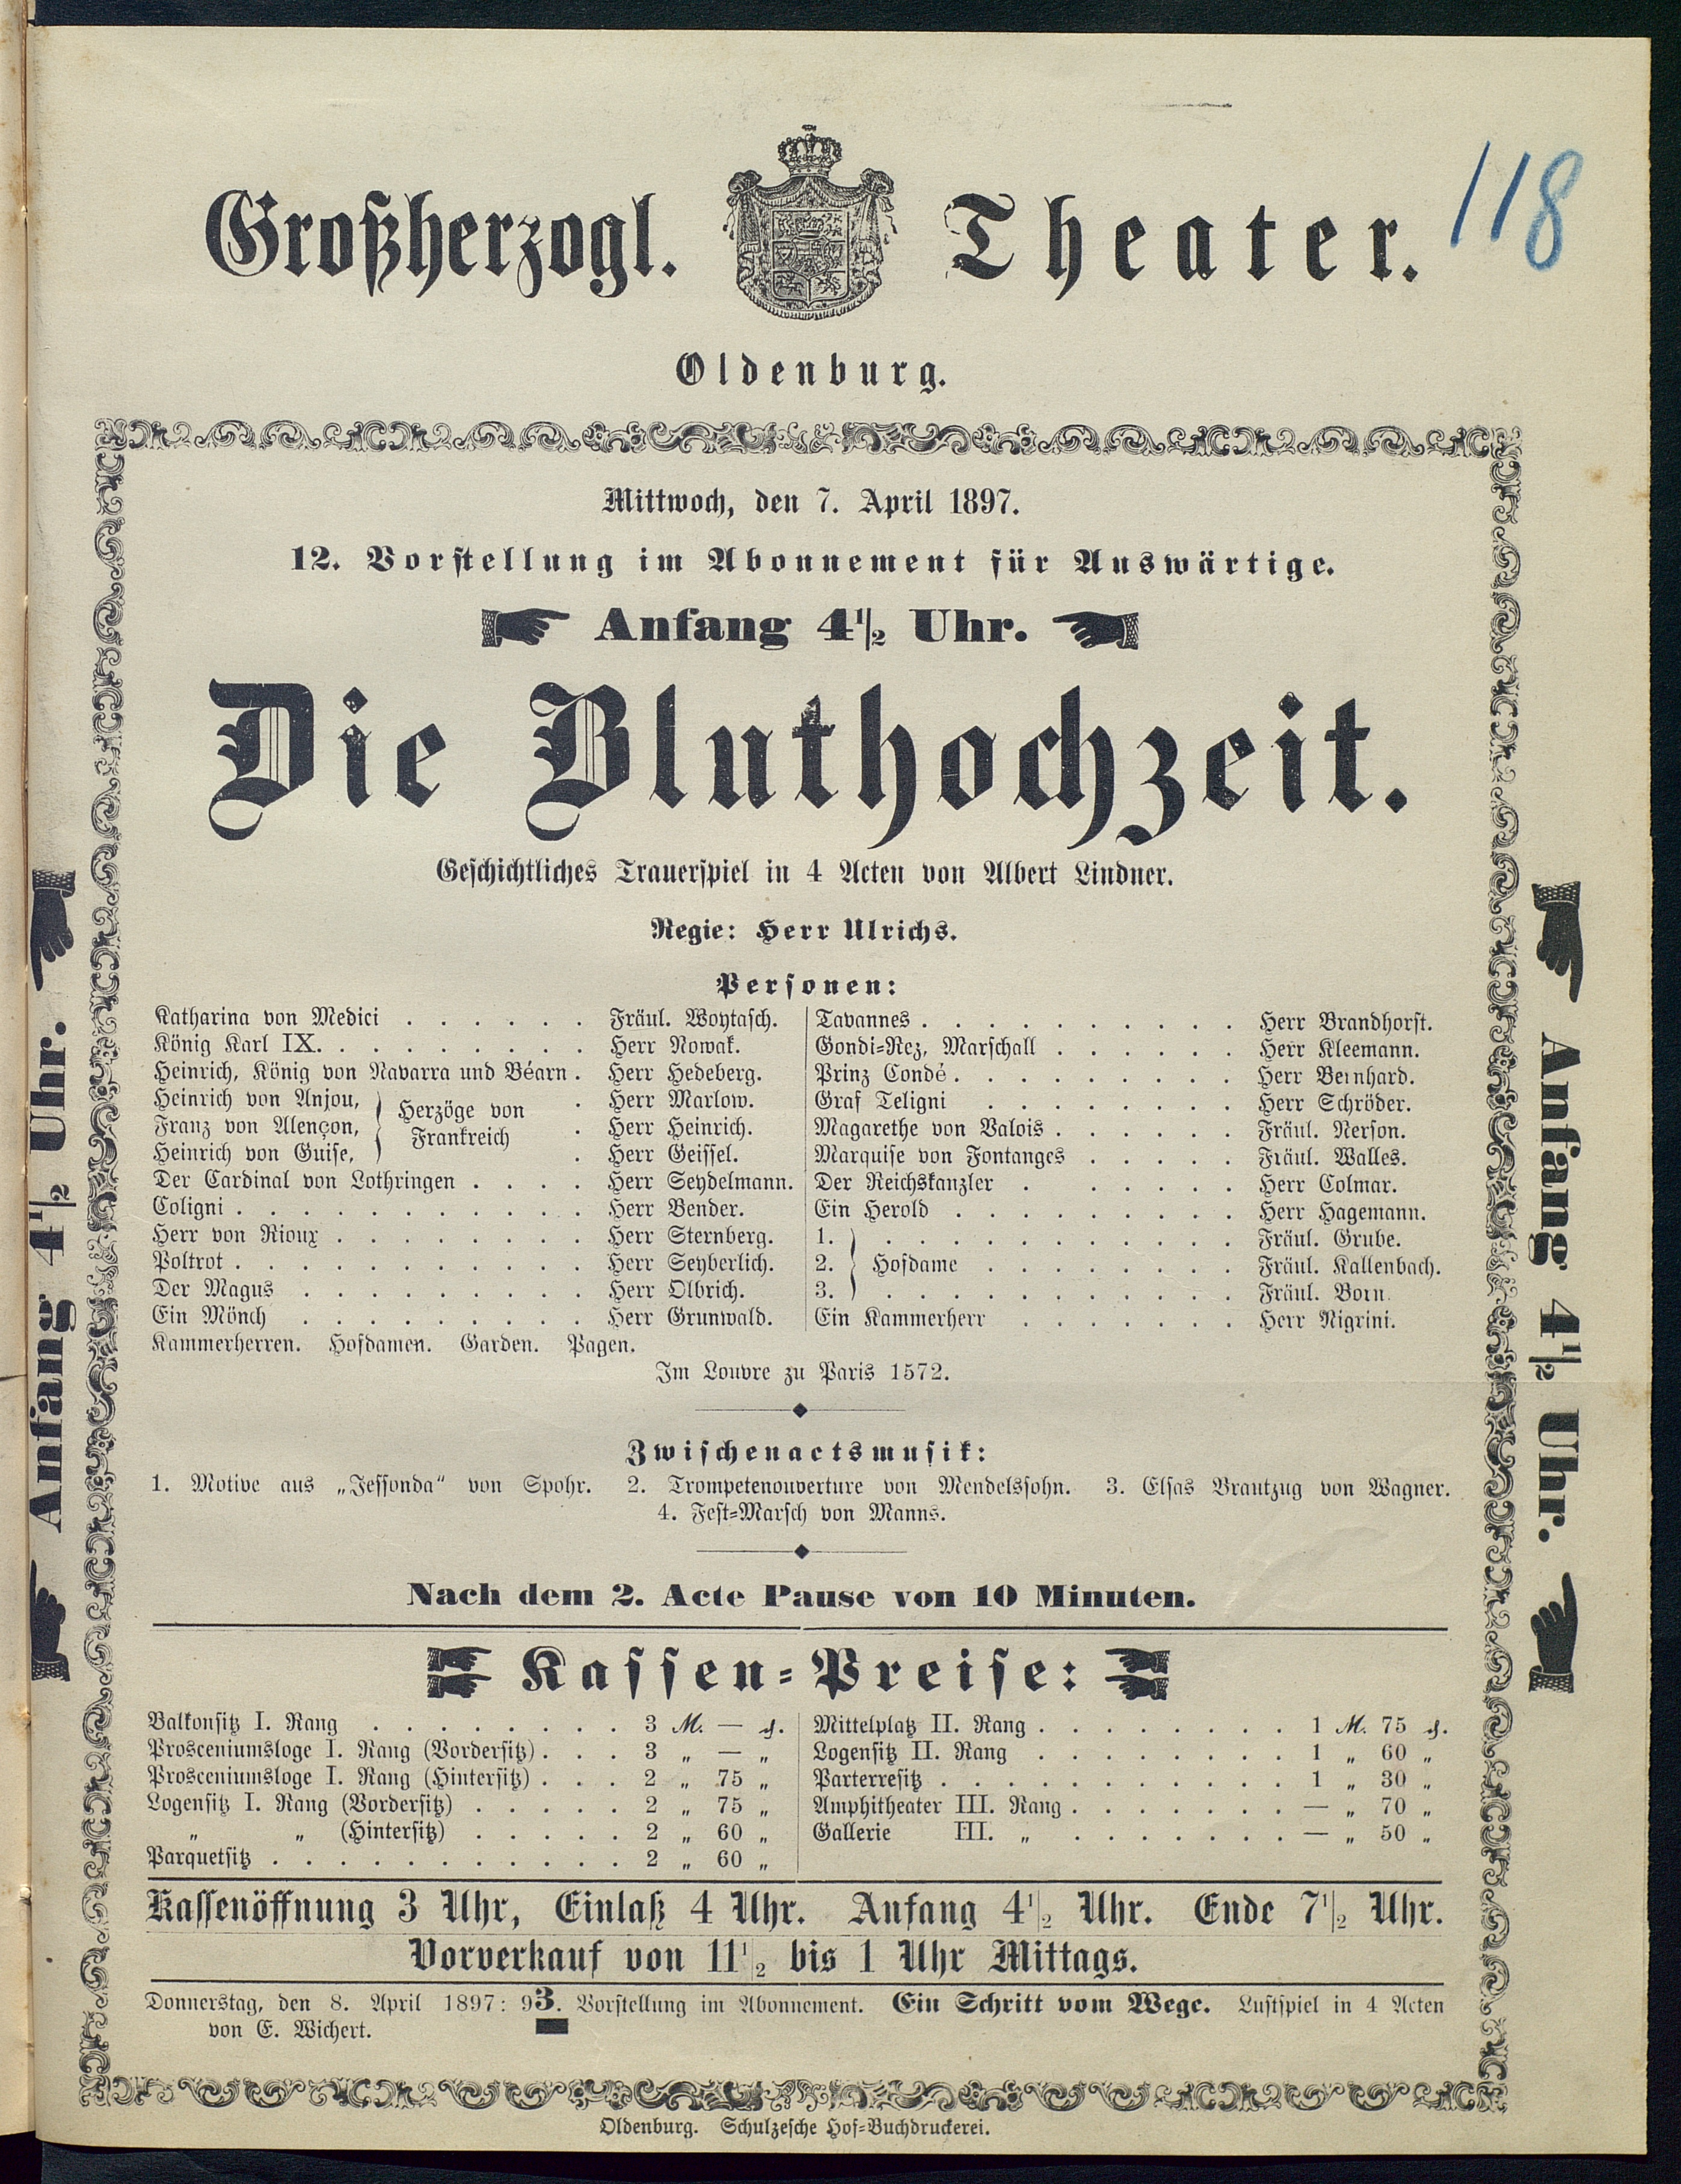 118
Großherzogl. Theater.
Oldenburg.
Mittwoch, den 7. April 1897.
12. Vorstellung im Abonnement für Auswärtige.
Anfang 4½ Uhr.
Die Bluthochzeit.
Geschichtliches Trauerspiel in 4 Acten von Albert Lindner.
Regie: Herr Ulrichs.
Personen:
Katharina von Medici . . . . . . Fräul. Woytasch.
König Karl IX. . . . . . . . . Herr Nowak.
Heinrich, König von Navarra und Béarn . Herr Hedeberg.
Heinrich von Anjou, } Herzöge von Frankreich . Herr Marlow.
Franz von Alençon, } . Herr Heinrich.
Heinrich von Guise, } . Herr Geissel.
Der Cardinal von Lothringen . . . . Herr Seydelmann.
Coligni . . . . . . . . . . . Herr Bender.
Herr von Rioux . . . . . . . . Herr Sternberg.
Poltrot . . . . . . . . . . . Herr Seyberlich.
Der Magus . . . . . . . . . Herr Olbrich.
Ein Mönch . . . . . . . . . Herr Grunwald.
Kammerherren. Hofdamen. Garden. Pagen.
Tavannes . . . . . . . . . . Herr Brandhorst.
Gondi-Rez, Marschall . . . . . . Herr Kleemann.
Prinz Condé . . . . . . . . . Herr Bernhard.
Graf Teligni . . . . . . . . Herr Schröder.
Magarethe von Valois . . . . . . Fräul. Nerson.
Marquise von Fontanges . . . . . Fräul. Walles.
Der Reichskanzler . . . . . . Herr Colmar.
Ein Herold . . . . . . . . . Herr Hagemann.
1. } . . . . . . . . . . . Fräul. Grube.
2. } Hofdame . . . . . . . . Fräul. Kallenbach.
3. } . . . . . . . . . . . Fräul. Born.
Ein Kammerherr . . . . . . . Herr Nigrini.
Im Louvre zu Paris 1572.
Zwischenactsmusik:
1. Motive aus „Jessonda“ von Spohr. 2. Trompetenouverture von Mendelssohn. 3. Elsas Brautzug von Wagner.
4. Fest-Marsch von Manns.
Nach dem 2. Acte Pause von 10 Minuten.
Kassen-Preise:
Balkonsitz I. Rang . . . . . . . . 3 M. — ₰.
Prosceniumsloge I. Rang (Vordersitz) . . . 3 „ — „
Prosceniumsloge I. Rang (Hintersitz) . . . 2 „ 75 „
Logensitz I. Rang (Vordersitz) . . . . . 2 „ 75 „
„ „ (Hintersitz) . . . . . 2 „ 60 „
Parquetsitz . . . . . . . . . . . 2 „ 60 „
Mittelplatz II. Rang . . . . . . . . 1 M. 75 ₰.
Logensitz II. Rang . . . . . . . . 1 „ 60 „
Parterresitz . . . . . . . . . . . 1 „ 30 „
Amphitheater III. Rang . . . . . . . — „ 70 „
Gallerie III. „ . . . . . . . — „ 50 „
Kassenöffnung 3 Uhr, Einlaß 4 Uhr. Anfang 4½ Uhr. Ende 7½ Uhr.
Vorverkauf von 11½ bis 1 Uhr Mittags.
Donnerstag, den 8. April 1897: 93. Vorstellung im Abonnement. Ein Schritt vom Wege. Lustspiel in 4 Acten
von E. Wichert.
Oldenburg. Schulzesche Hof-Buchdruckerei.
Anfang 4½ Uhr.
Anfang 4½ Uhr.